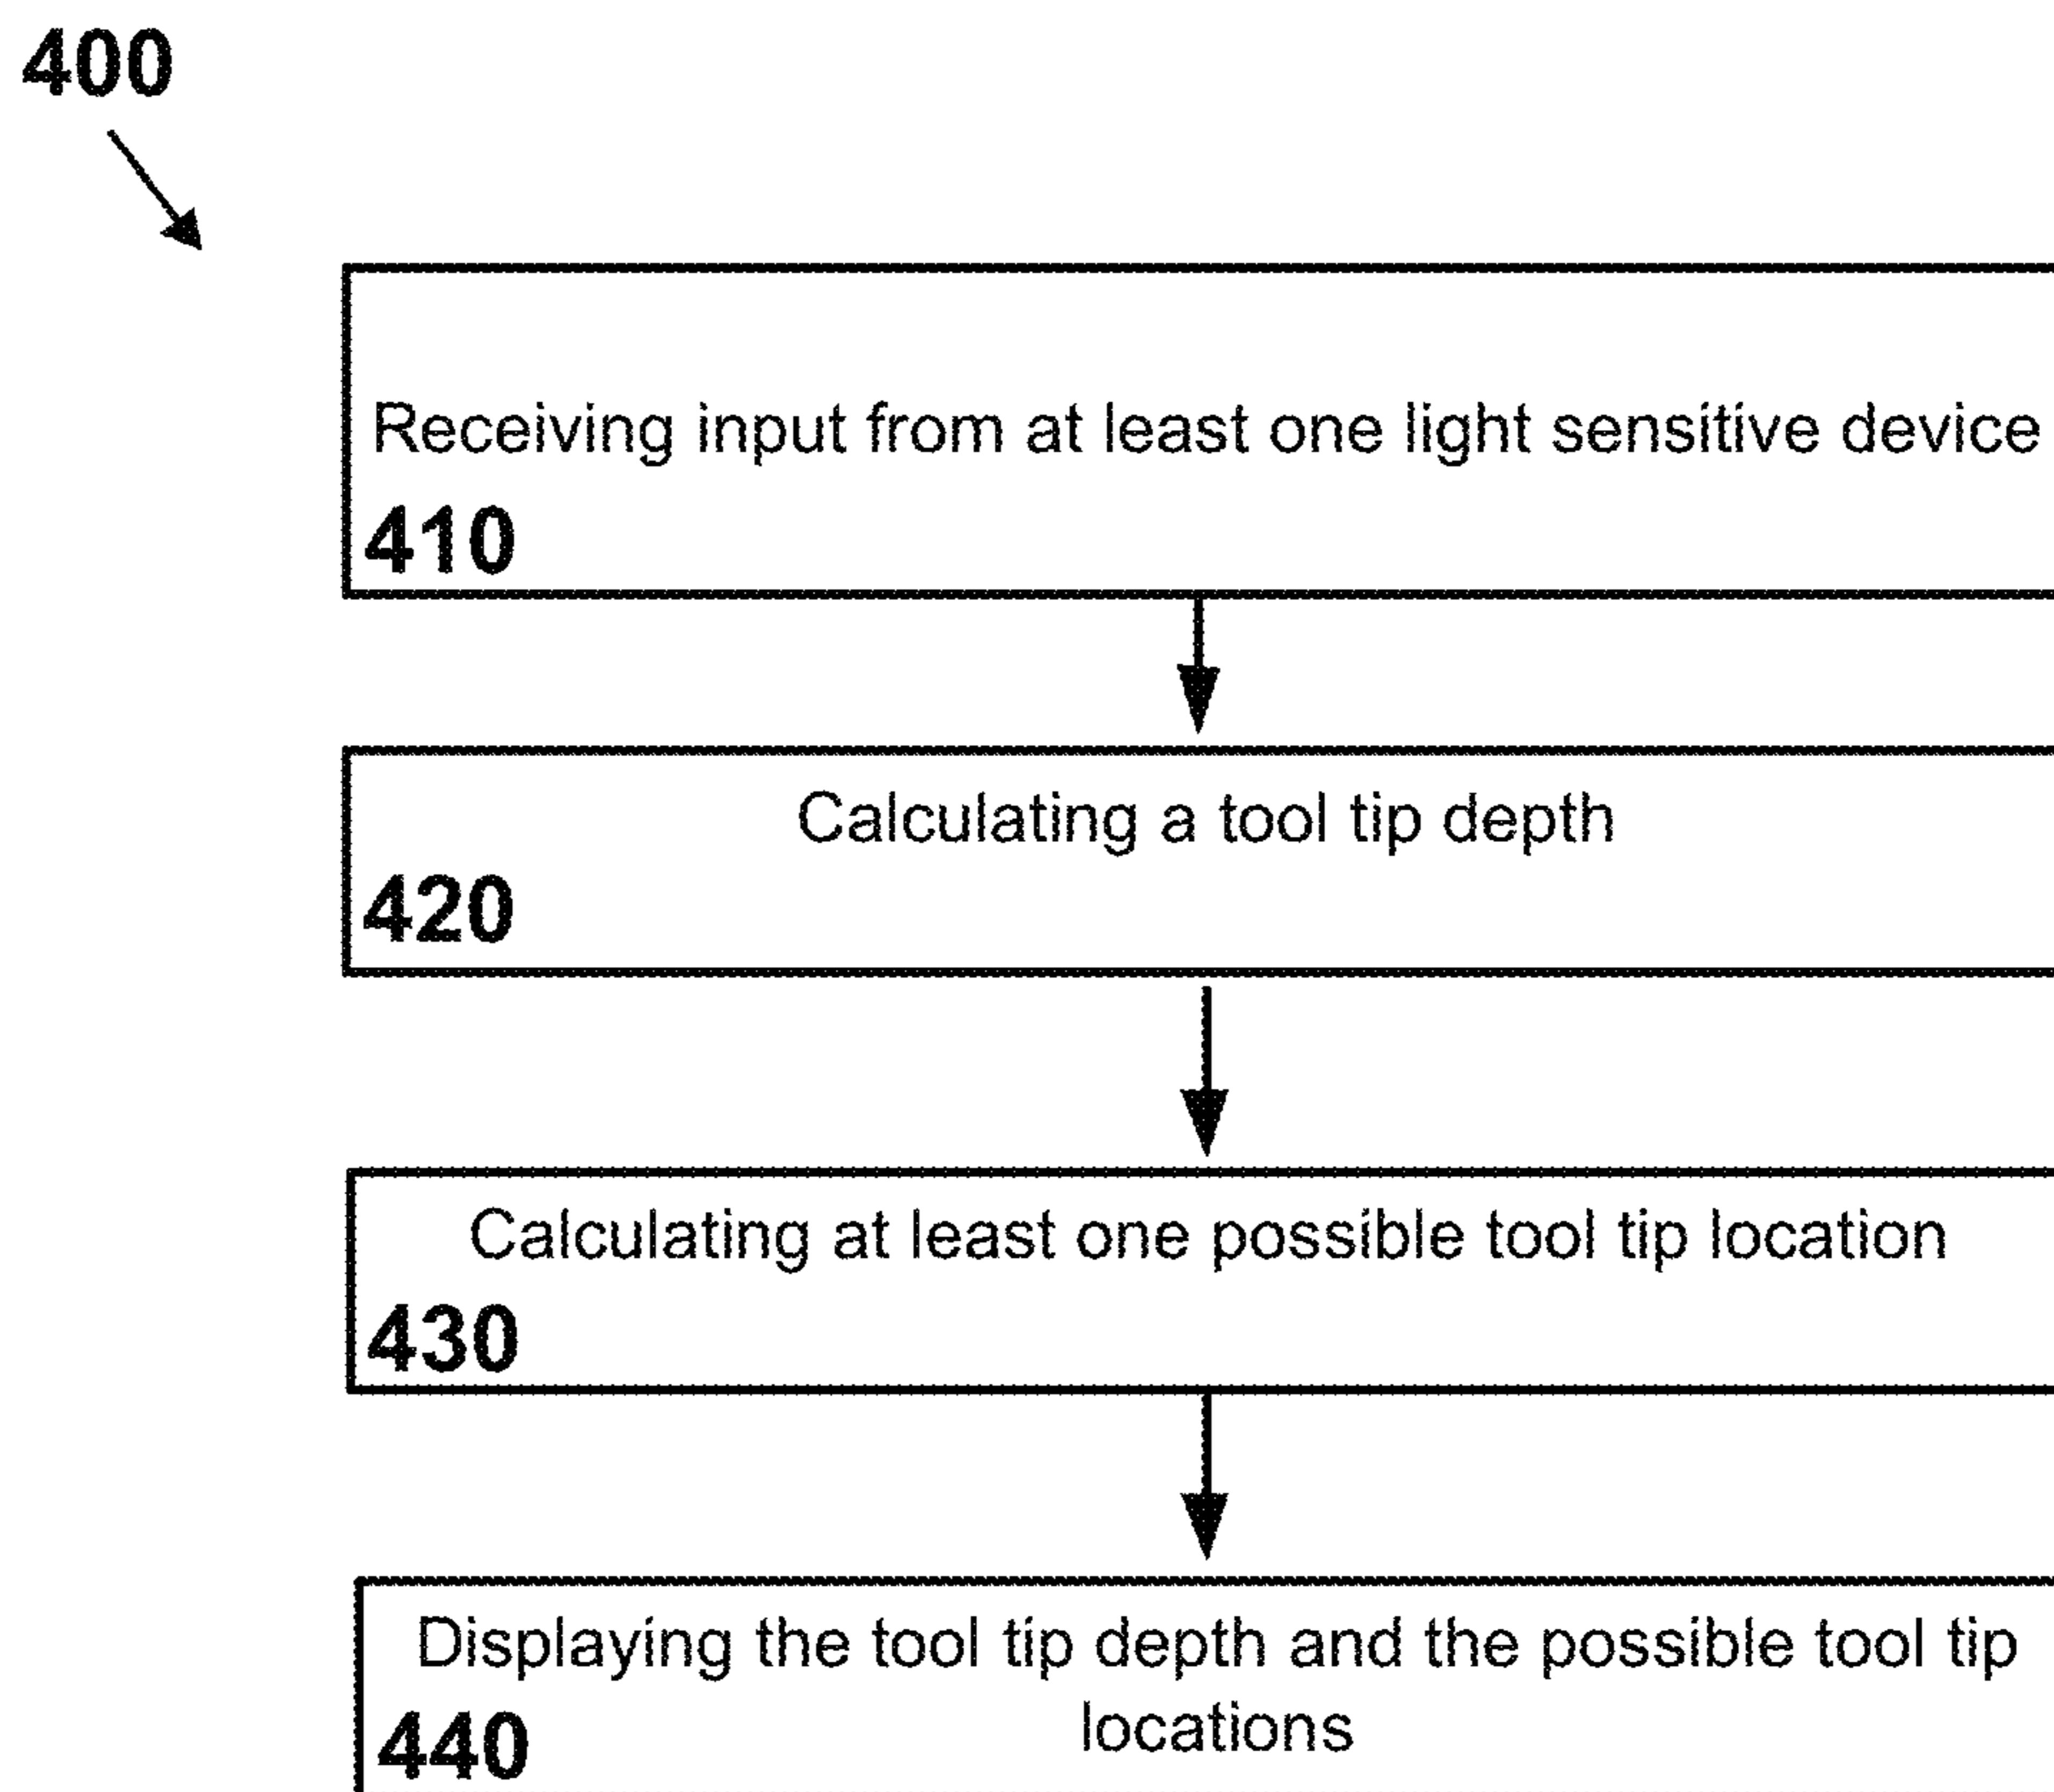 400
Receiving input from at least one light sensitive device
410
Calculating a tool tip depth
420
Calculating at least one possible tool tip location
430
Displaying the tool tip depth and the possible tool tip
locations
440